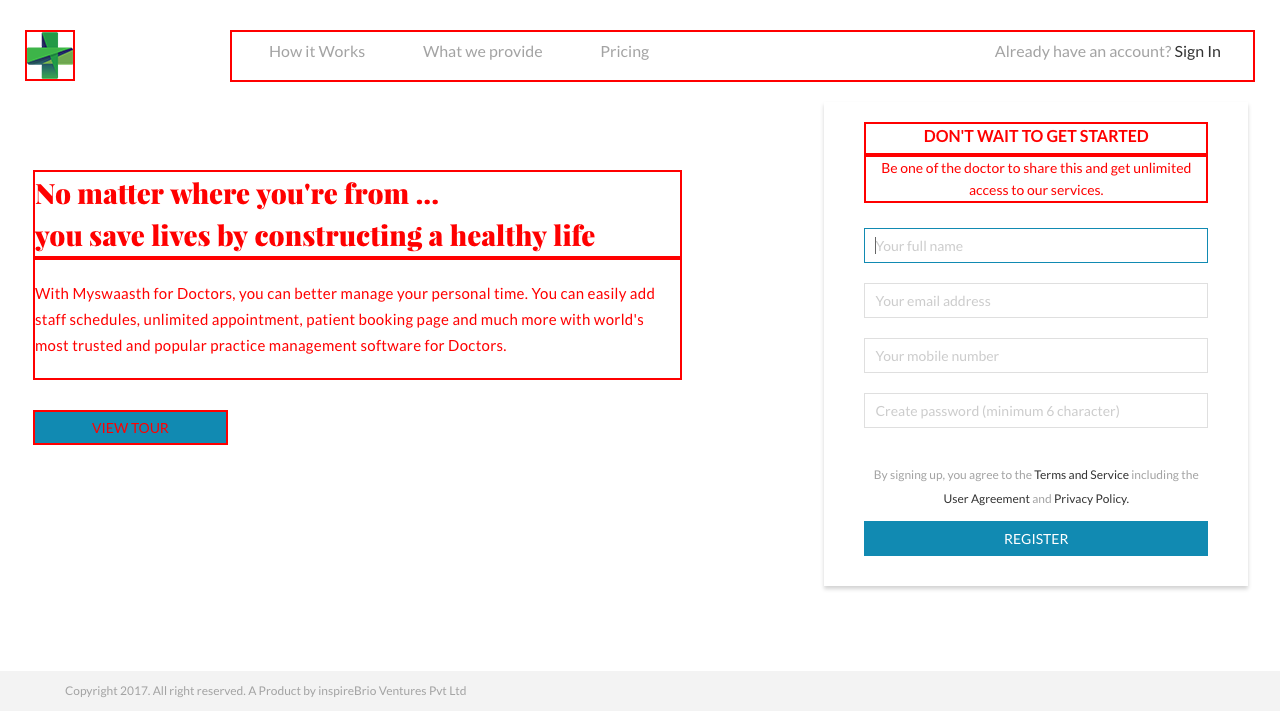 How it Works
What we provide
Pricing
Already have an account? Sign In
No matter where you're from ...
you save lives by constructing a healthy life
With Myswaasth for Doctors, you can better manage your personal time. You can easily add
staff schedules, unlimited appointment, patient booking page and much more with world's
most trusted and popular practice management software for Doctors.
VIEW TOUR
DON'T WAIT TO GET STARTED
Be one of the doctor to share this and get unlimited
access to our services.
Your full name
Your email address
Your mobile number
Create password (minimum 6 character)
By signing up, you agree to the Terms and Service including the
User Agreement and Privacy Policy.
REGISTER
Copyright 2017. All right reserved. A Product by inspireBrio Ventures Pvt Ltd